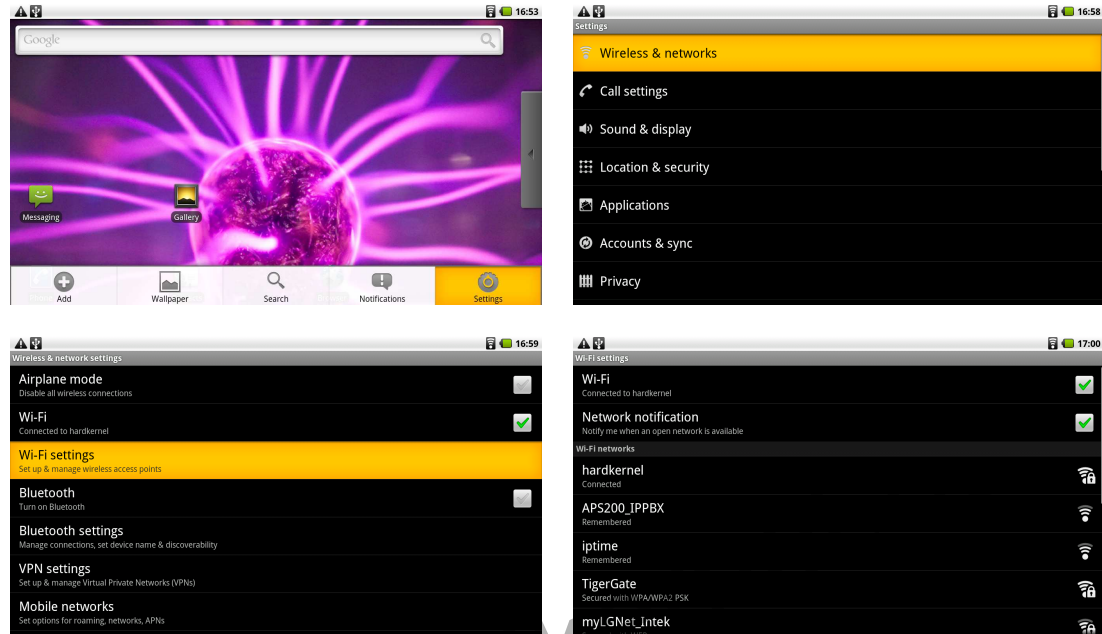 16:53
Google
Messaging
Gallery
Add
Wallpaper
Search
Notifications
Settings
16:58
Settings
Wireless & networks
Call settings
Sound & display
Location & security
Applications
Accounts & sync
Privacy
16:59
Wireless & network settings
Airplane mode
Disable all wireless connections
Wi-Fi
Connected to hardkernel
Wi-Fi settings
Set up & manage wireless access points
Bluetooth
Turn on Bluetooth
Bluetooth settings
Manage connections, set device name & discoverability
VPN settings
Set up & manage Virtual Private Networks (VPNs)
Mobile networks
Set options for roaming, networks, APNs
17:00
Wi-Fi settings
Wi-Fi
Connected to hardkernel
Network notification
Notify me when an open network is available
Wi-Fi networks
hardkernel
Connected
APS200_IPPBX
Remembered
iptime
Remembered
TigerGate
Secured with WPA/WPA2 PSK
myLGNet_Intek